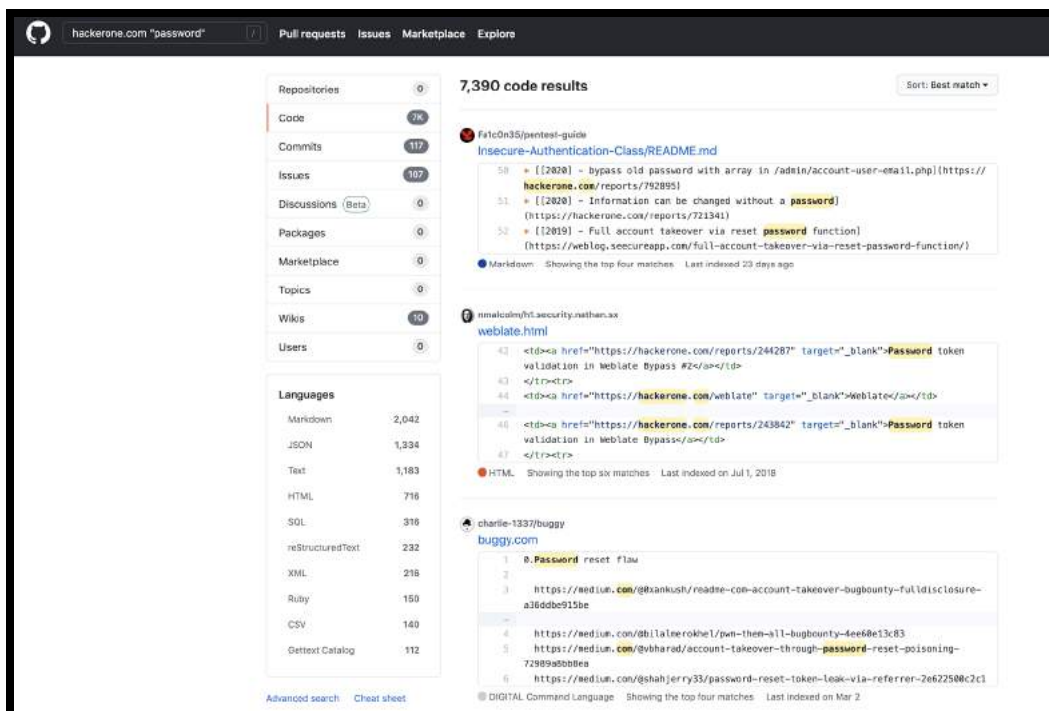 hackerone.com "password" /
Pull requests Issues Marketplace Explore
Repositories 0
Code 7K
Commits 117
Issues 107
Discussions Beta 0
Packages 0
Marketplace 0
Topics 0
Wikis 10
Users 0
Languages
Markdown 2,042
JSON 1,334
Text 1,183
HTML 716
SQL 316
reStructuredText 232
XML 216
Ruby 150
CSV 140
Gettext Catalog 112
Advanced search Cheat sheet
7,390 code results
Sort: Best match
Fa1c0n35/pentest-guide
Insecure-Authentication-Class/README.md
50 * [[2020] - bypass old password with array in /admin/account-user-email.php](https://
hackerone.com/reports/792895)
51 * [[2020] - Information can be changed without a password]
(https://hackerone.com/reports/721341)
52 * [[2019] - Full account takeover via reset password function]
(https://weblog.seecureapp.com/full-account-takeover-via-reset-password-function/)
Markdown Showing the top four matches Last indexed 23 days ago
nmalcolm/h1.security.nathan.sx
weblate.html
42 <td><a href="https://hackerone.com/reports/244287" target="_blank">Password token
validation in Weblate Bypass #2</a></td>
43 </tr><tr>
44 <td><a href="https://hackerone.com/weblate" target="_blank">Weblate</a></td>
…
46 <td><a href="https://hackerone.com/reports/243842" target="_blank">Password token
validation in Weblate Bypass</a></td>
47 </tr><tr>
HTML Showing the top six matches Last indexed on Jul 1, 2018
charlie-1337/buggy
buggy.com
1 0.Password reset flaw
2
3 https://medium.com/@0xankush/readme-com-account-takeover-bugbounty-fulldisclosure-
a36ddbe915be
…
4 https://medium.com/@bilalmerokhel/pwn-them-all-bugbounty-4ee60e13c83
5 https://medium.com/@vbharad/account-takeover-through-password-reset-poisoning-
72989a8bb8ea
6 https://medium.com/@shahjerry33/password-reset-token-leak-via-referrer-2e622500c2c1
DIGITAL Command Language Showing the top four matches Last indexed on Mar 2